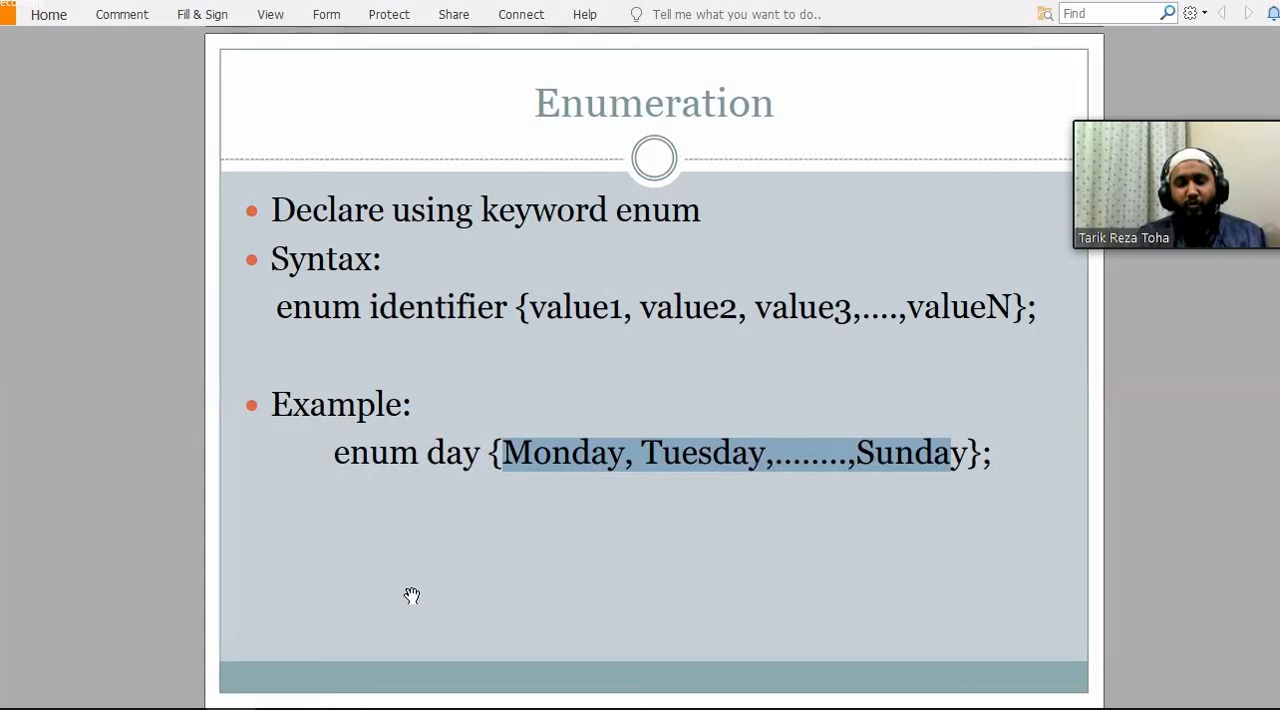 ecording
Home Comment Fill & Sign View Form Protect Share Connect Help Tell me what you want to do.. Find
Enumeration
Declare using keyword enum
Syntax:
enum identifier {value1, value2, value3,....,valueN};
Example:
enum day {Monday, Tuesday,........,Sunday};
Tarik Reza Toha